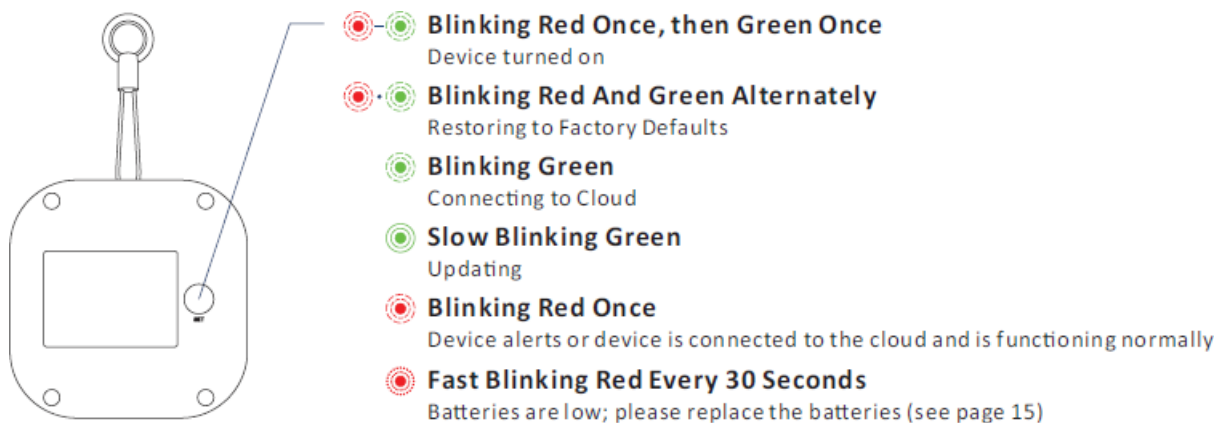 Blinking Red Once, then Green Once
Device turned on
Blinking Red And Green Alternately
Restoring to Factory Defaults
Blinking Green
Connecting to Cloud
Slow Blinking Green
Updating
Blinking Red Once
Device alerts or device is connected to the cloud and is functioning normally
Fast Blinking Red Every 30 Seconds
Batteries are low; please replace the batteries (see page 15)
SET